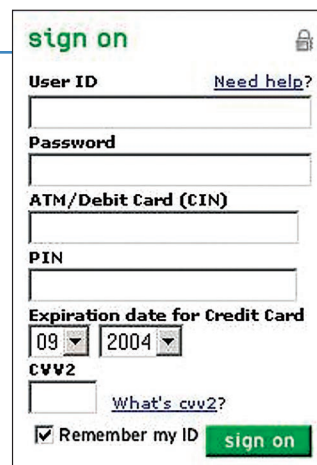 sign on
User ID Need help?
Password
ATM/Debit Card (CIN)
PIN
Expiration date for Credit Card
09 2004
CVV2
What's cvv2?
Remember my ID sign on